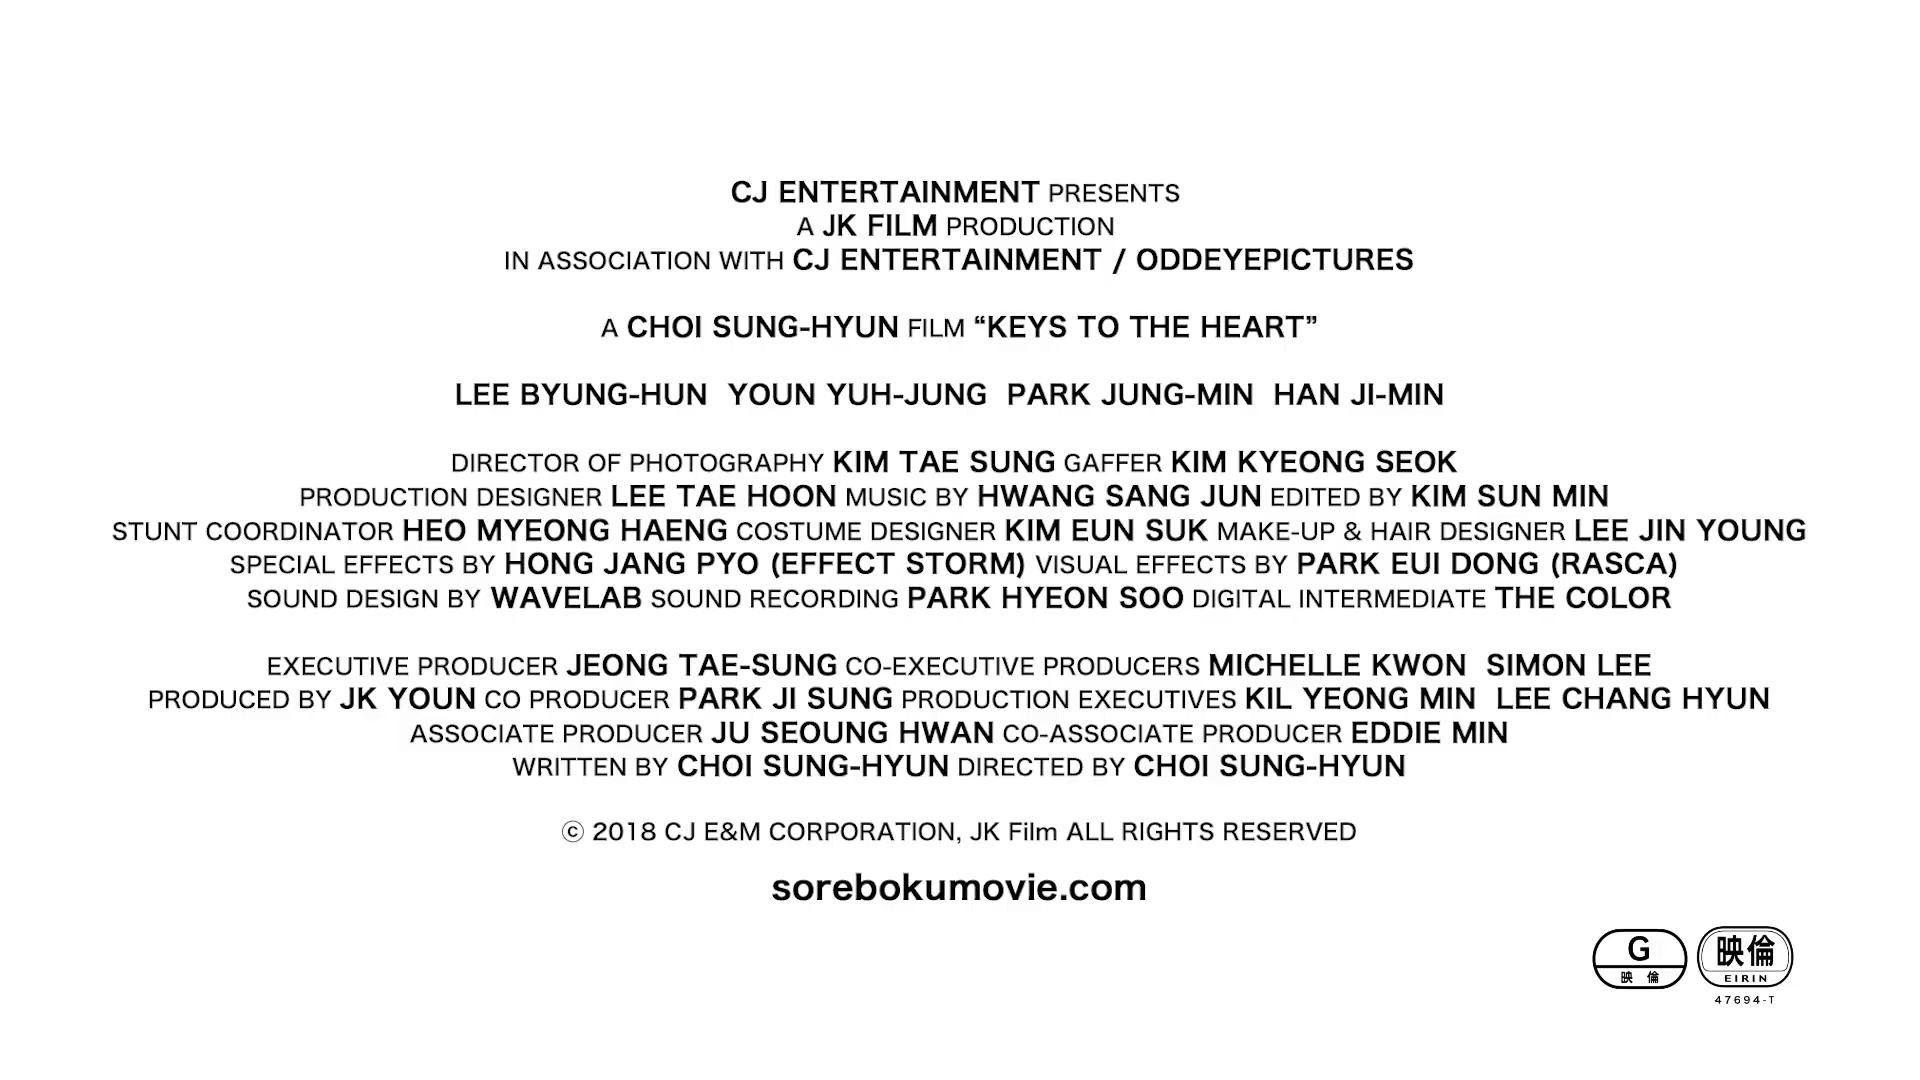 CJ ENTERTAINMENT PRESENTS
A JK FILM PRODUCTION
IN ASSOCIATION WITH CJ ENTERTAINMENT / ODDEYEPICTURES
A CHOI SUNG-HYUN FILM “KEYS TO THE HEART”
LEE BYUNG-HUN YOUN YUH-JUNG PARK JUNG-MIN HAN JI-MIN
DIRECTOR OF PHOTOGRAPHY KIM TAE SUNG GAFFER KIM KYEONG SEOK
PRODUCTION DESIGNER LEE TAE HOON MUSIC BY HWANG SANG JUN EDITED BY KIM SUN MIN
STUNT COORDINATOR HEO MYEONG HAENG COSTUME DESIGNER KIM EUN SUK MAKE-UP & HAIR DESIGNER LEE JIN YOUNG
SPECIAL EFFECTS BY HONG JANG PYO (EFFECT STORM) VISUAL EFFECTS BY PARK EUI DONG (RASCA)
SOUND DESIGN BY WAVELAB SOUND RECORDING PARK HYEON SOO DIGITAL INTERMEDIATE THE COLOR
EXECUTIVE PRODUCER JEONG TAE-SUNG CO-EXECUTIVE PRODUCERS MICHELLE KWON SIMON LEE
PRODUCED BY JK YOUN CO PRODUCER PARK JI SUNG PRODUCTION EXECUTIVES KIL YEONG MIN LEE CHANG HYUN
ASSOCIATE PRODUCER JU SEOUNG HWAN CO-ASSOCIATE PRODUCER EDDIE MIN
WRITTEN BY CHOI SUNG-HYUN DIRECTED BY CHOI SUNG-HYUN
© 2018 CJ E&M CORPORATION, JK Film ALL RIGHTS RESERVED
sorebokumovie.com
G
映倫
映倫
EIRIN
47694-T